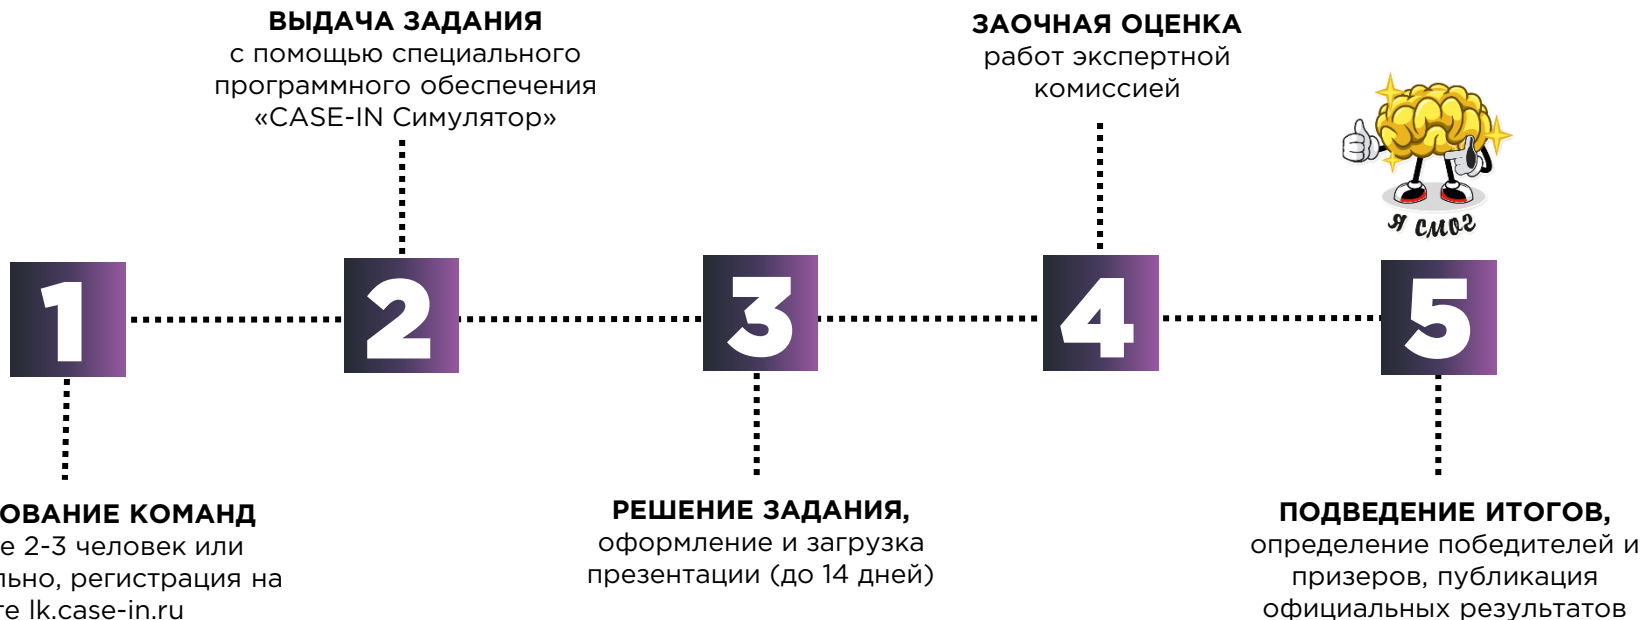 ВЫДАЧА ЗАДАНИЯ
с помощью специального
программного обеспечения
«CASE-IN Симулятор»
ЗАОЧНАЯ ОЦЕНКА
работ экспертной
комиссией
я смог
1
2
3
4
5
ОВАНИЕ КОМАНД
е 2-3 человек или
льно, регистрация на
те lk.case-in.ru
РЕШЕНИЕ ЗАДАНИЯ,
оформление и загрузка
презентации (до 14 дней)
ПОДВЕДЕНИЕ ИТОГОВ,
определение победителей и
призеров, публикация
официальных результатов